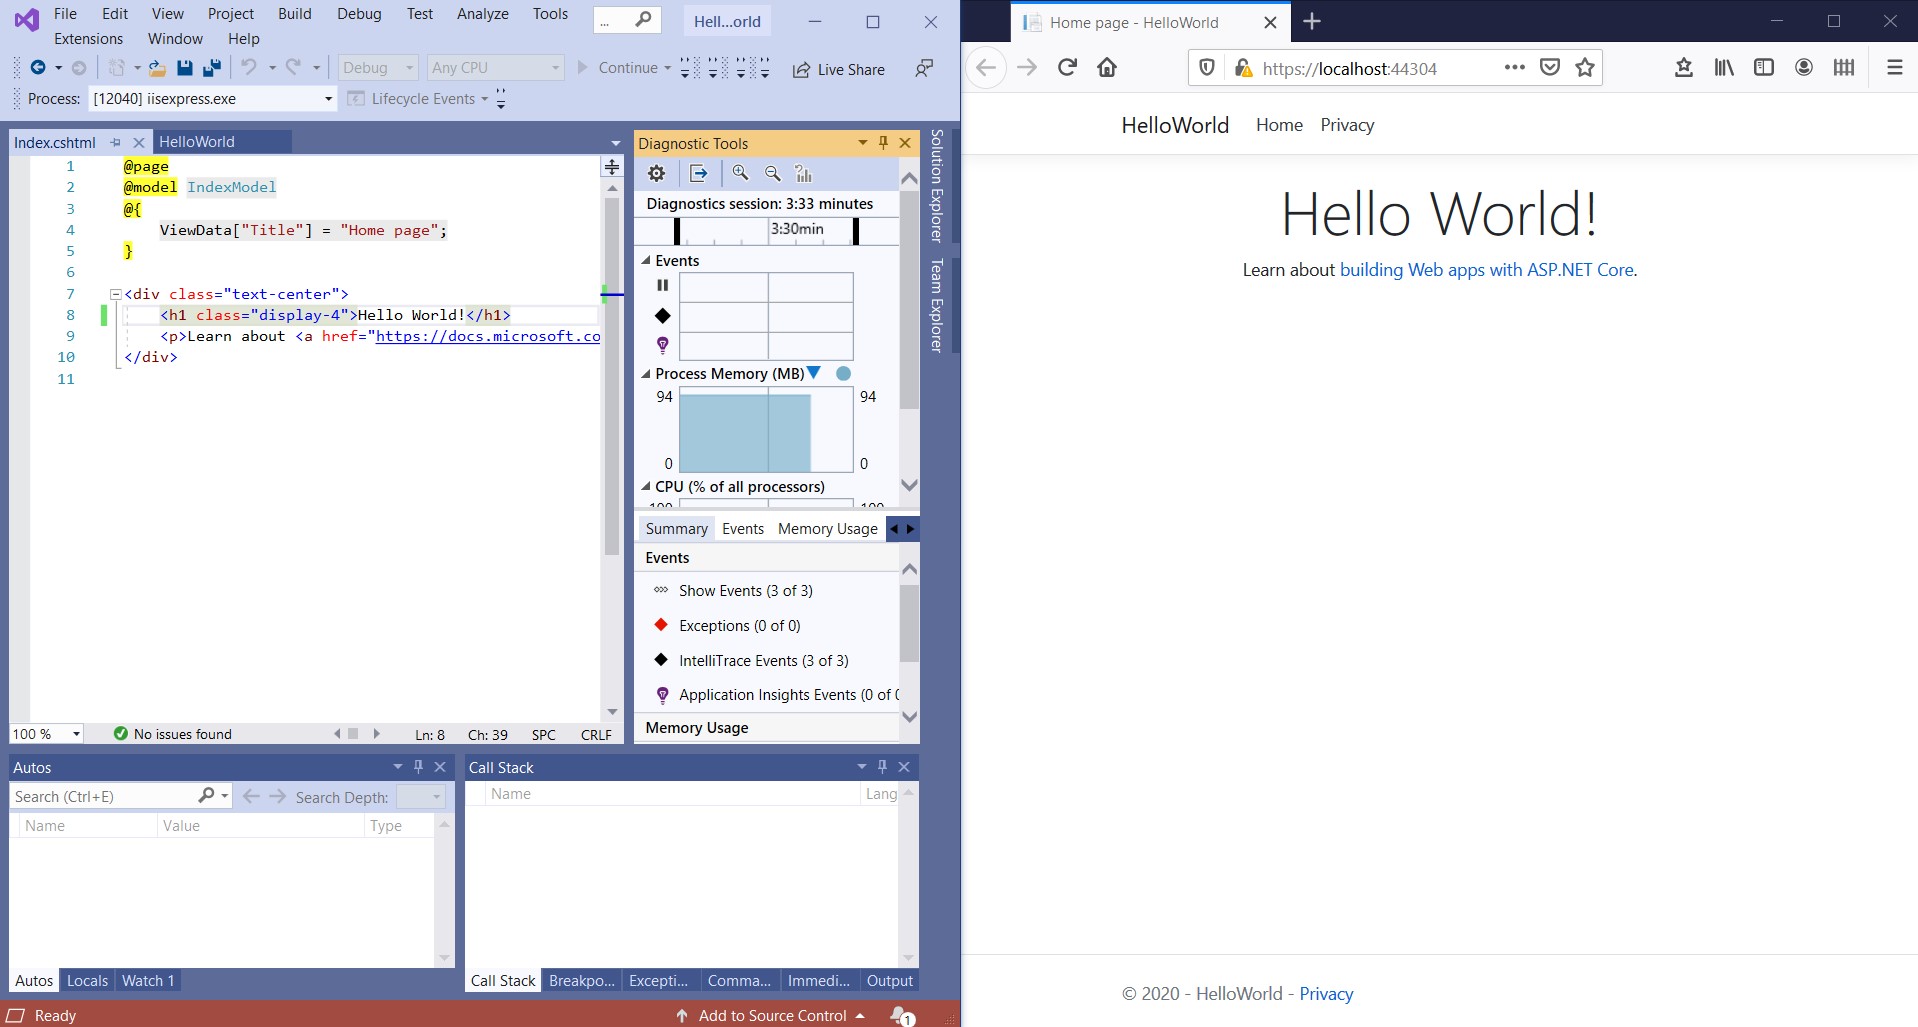 File Edit View Project Build Debug Test Analyze Tools ... Hell...orld
Extensions Window Help
Debug Any CPU Continue Live Share
Process: [12040] iisexpress.exe Lifecycle Events
Index.cshtml HelloWorld
1 @page
2 @model IndexModel
3 @{
4 ViewData["Title"] = "Home page";
5 }
6
7 <div class="text-center">
8 <h1 class="display-4">Hello World!</h1>
9 <p>Learn about <a href="https://docs.microsoft.co
10 </div>
11
100 % No issues found Ln: 8 Ch: 39 SPC CRLF
Diagnostic Tools
Diagnostics session: 3:33 minutes
3:30min
Events
Process Memory (MB)
94 94
0 0
CPU (% of all processors)
100 100
Summary Events Memory Usage
Events
Show Events (3 of 3)
Exceptions (0 of 0)
IntelliTrace Events (3 of 3)
Application Insights Events (0 of 0
Memory Usage
Solution Explorer
Team Explorer
Autos
Search (Ctrl+E) Search Depth:
Name Value Type
Autos Locals Watch 1
Call Stack
Name Lang
Call Stack Breakpo... Excepti... Comma... Immedi... Output
Ready Add to Source Control 1
Home page - HelloWorld
https://localhost:44304
HelloWorld Home Privacy
Hello World!
Learn about building Web apps with ASP.NET Core.
© 2020 - HelloWorld - Privacy